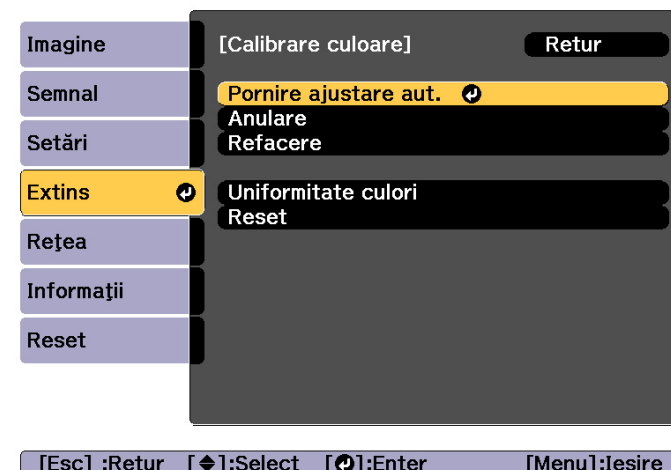 Imagine
Semnal
Setări
Extins
Reţea
Informaţii
Reset
[Calibrare culoare] Retur
Pornire ajustare aut.
Anulare
Refacere
Uniformitate culori
Reset
[Esc] :Retur [◆]:Select [↵]:Enter [Menu]:Ieşire